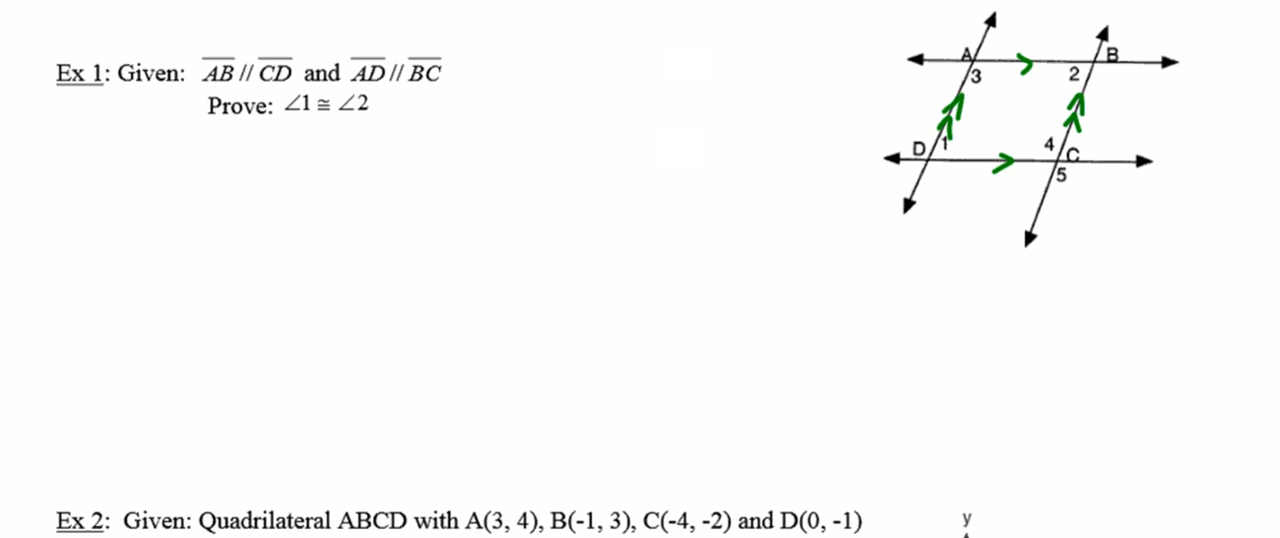 Ex 1: Given: AB // CD and AD // BC
Prove: ∠1 ≅ ∠2
A
B
3
2
D
1
4
C
5
Ex 2: Given: Quadrilateral ABCD with A(3, 4), B(-1, 3), C(-4, -2) and D(0, -1)
y